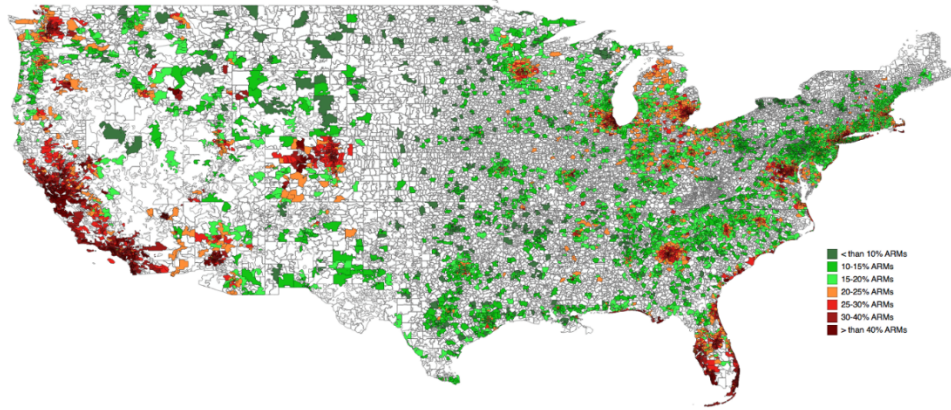 < than 10% ARMs
10-15% ARMs
15-20% ARMs
20-25% ARMs
25-30% ARMs
30-40% ARMs
> than 40% ARMs